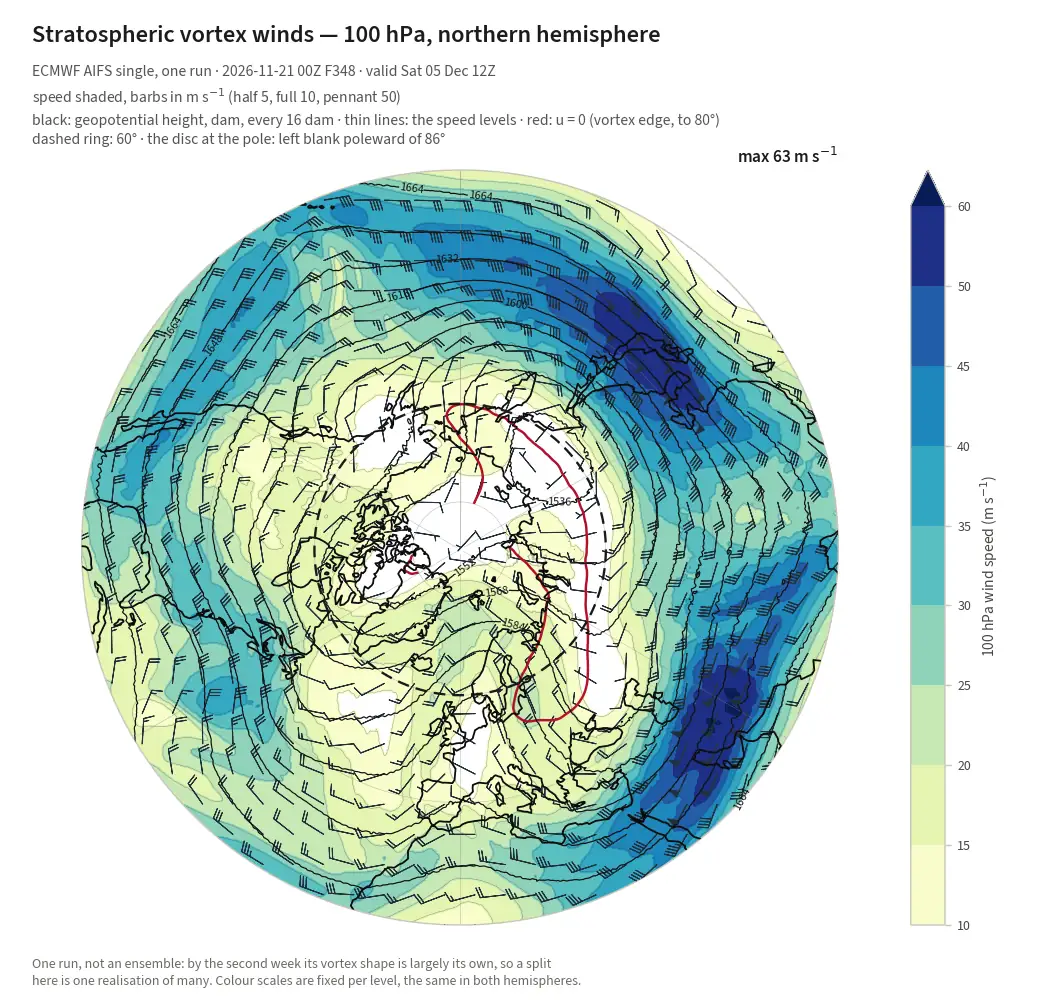 Stratospheric vortex winds — 100 hPa, northern hemisphere
ECMWF AIFS single, one run · 2026-11-21 00Z F348 · valid Sat 05 Dec 12Z
speed shaded, barbs in m s⁻¹ (half 5, full 10, pennant 50)
black: geopotential height, dam, every 16 dam · thin lines: the speed levels · red: u = 0 (vortex edge, to 80°)
dashed ring: 60° · the disc at the pole: left blank poleward of 86°
max 63 m s⁻¹
1664
1664
1632
1664
1648
1536
1568
1584
1664
60
50
45
40
35
30
25
20
15
10
100 hPa wind speed (m s⁻¹)
One run, not an ensemble: by the second week its vortex shape is largely its own, so a split
here is one realisation of many. Colour scales are fixed per level, the same in both hemispheres.